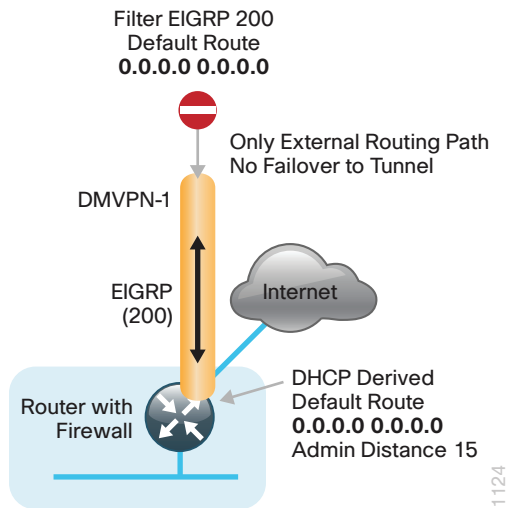 Filter EIGRP 200
Default Route
0.0.0.0 0.0.0.0
Only External Routing Path
No Failover to Tunnel
DMVPN-1
EIGRP
(200)
Internet
Router with
Firewall
DHCP Derived
Default Route
0.0.0.0 0.0.0.0
Admin Distance 15
1124